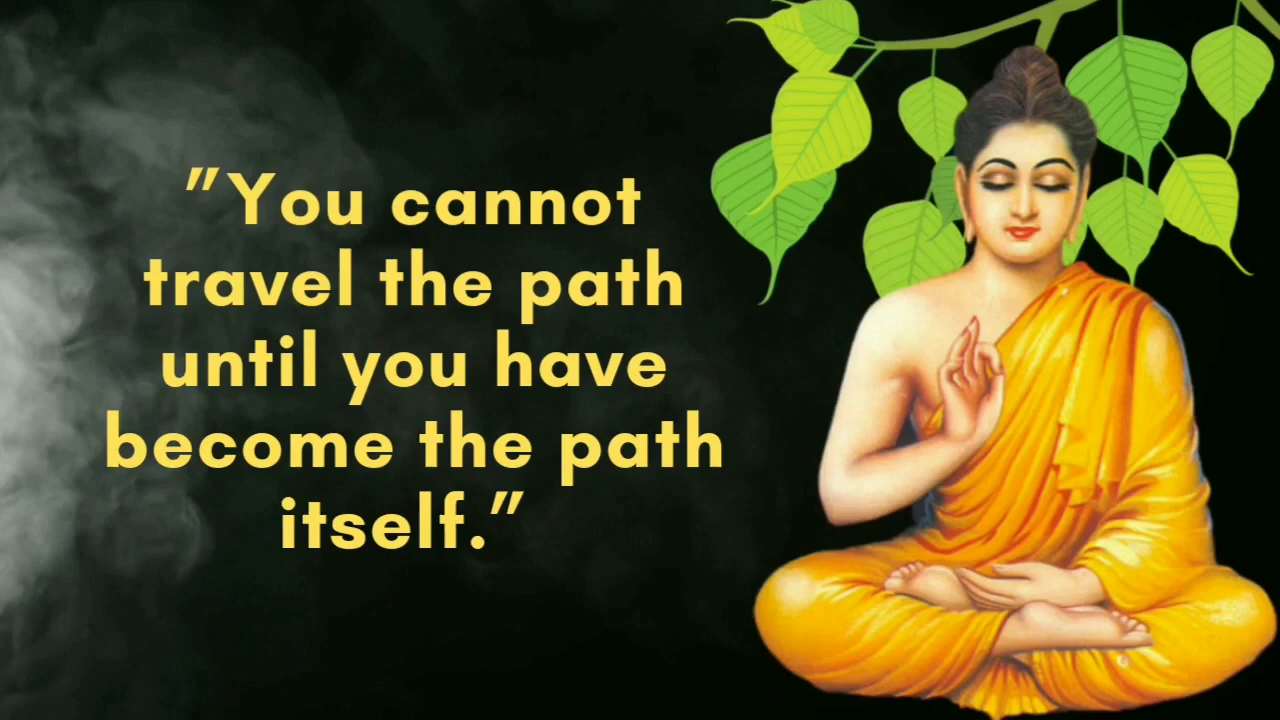 "You cannot
travel the path
until you have
become the path
itself."